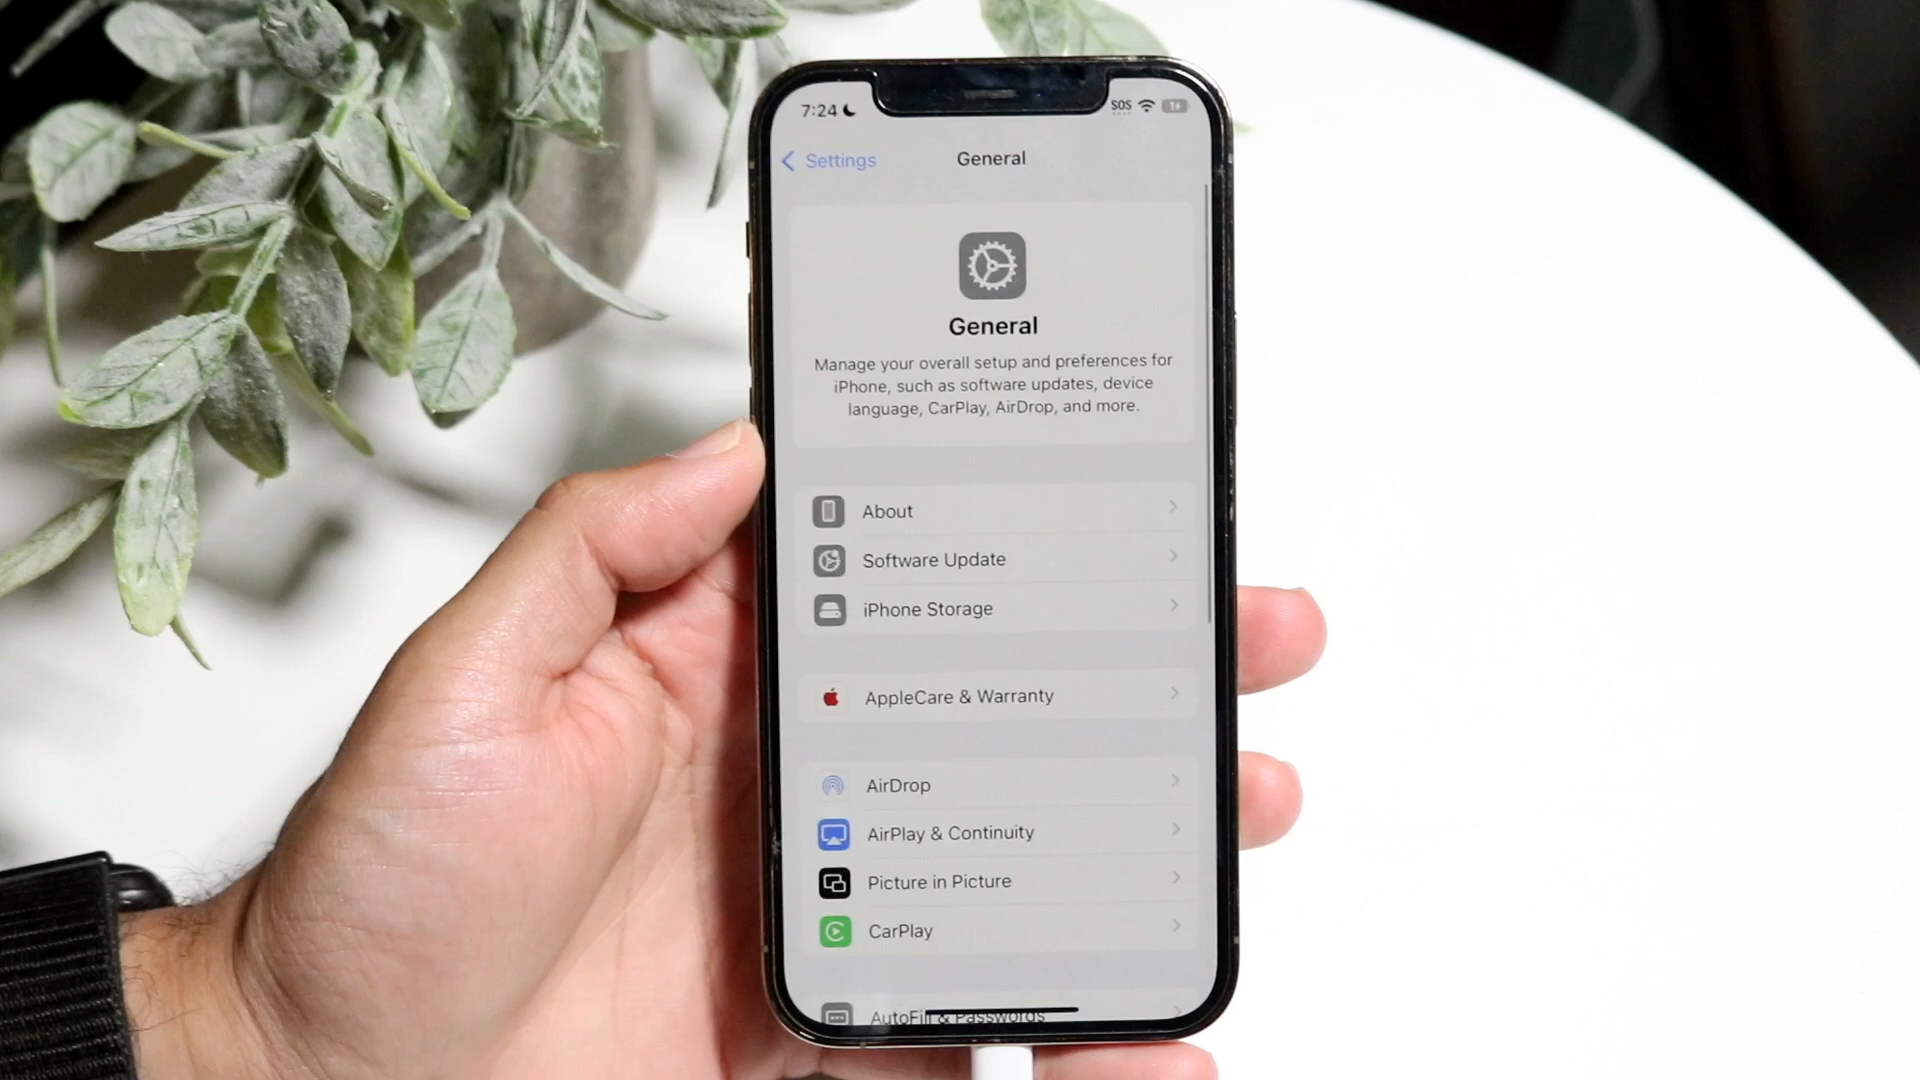 7:24
SOS
Settings
General
General
Manage your overall setup and preferences for
iPhone, such as software updates, device
language, CarPlay, AirDrop, and more.
About
Software Update
iPhone Storage
AppleCare & Warranty
AirDrop
AirPlay & Continuity
Picture in Picture
CarPlay
AutoFill & Passwords